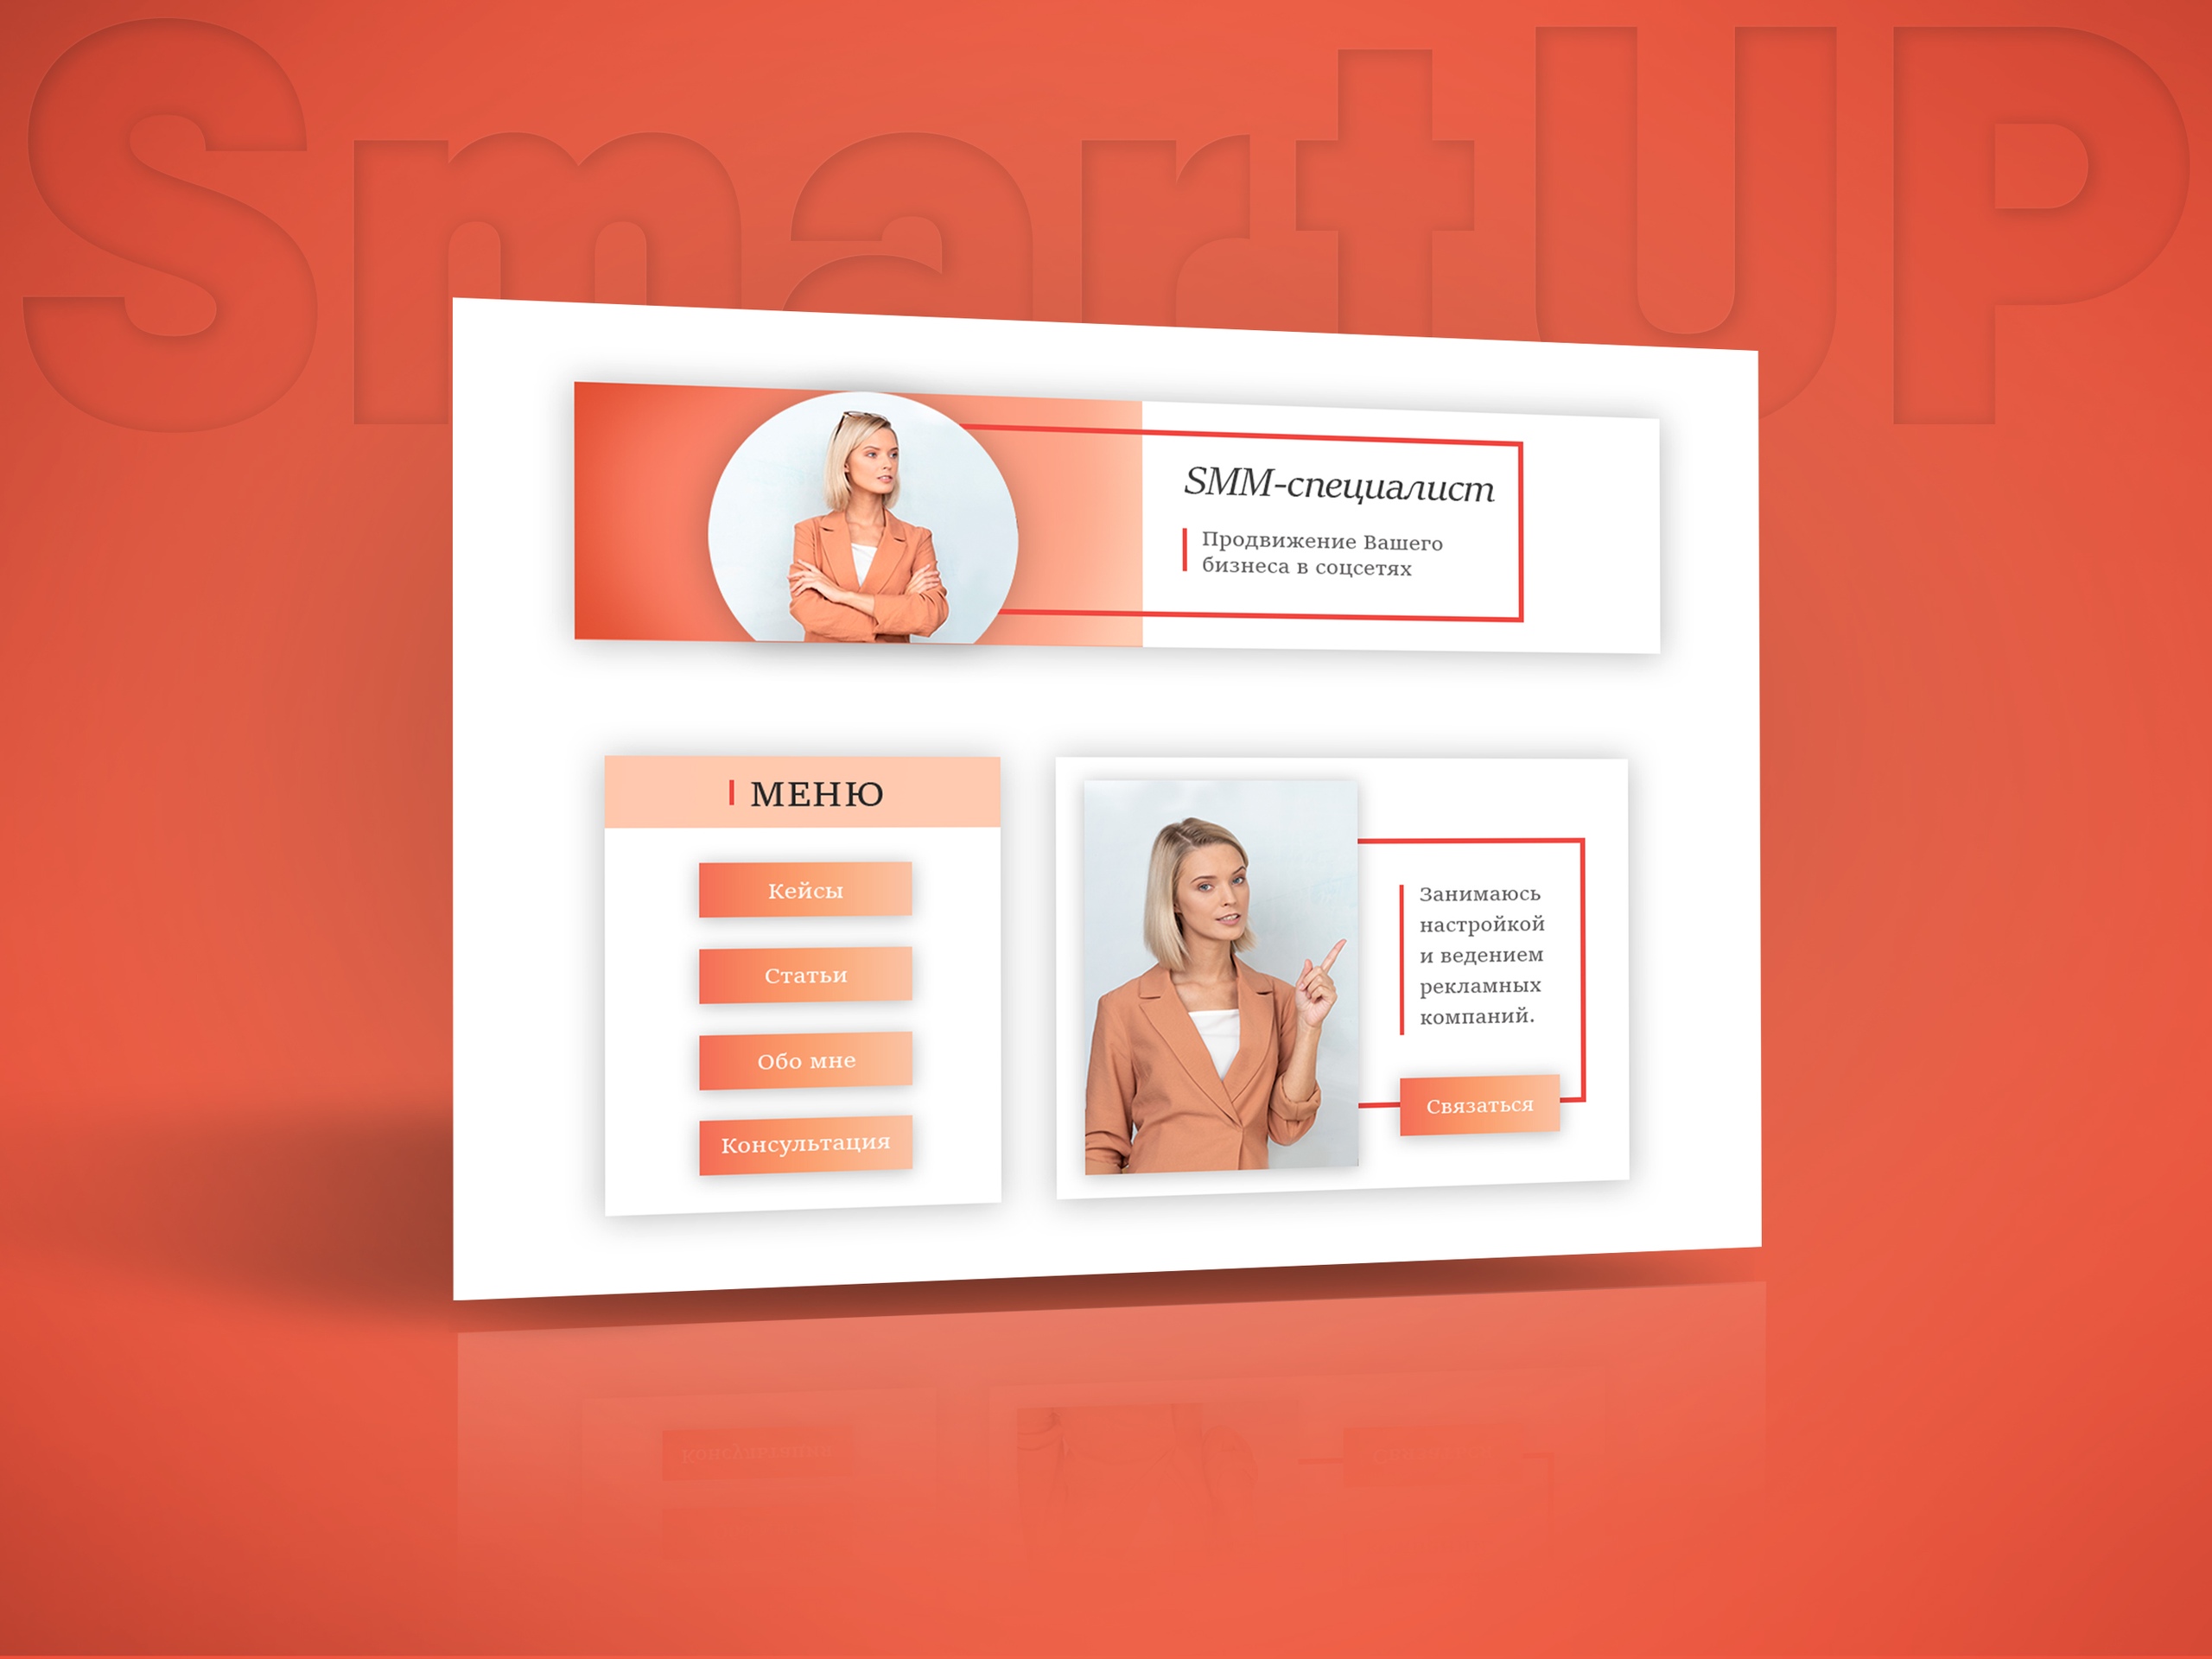 SmartUP
SMM-специалист
Продвижение Вашего
бизнеса в соцсетях
МЕНЮ
Кейсы
Статьи
Обо мне
Консультация
Занимаюсь
настройкой
и ведением
рекламных
компаний.
Связаться